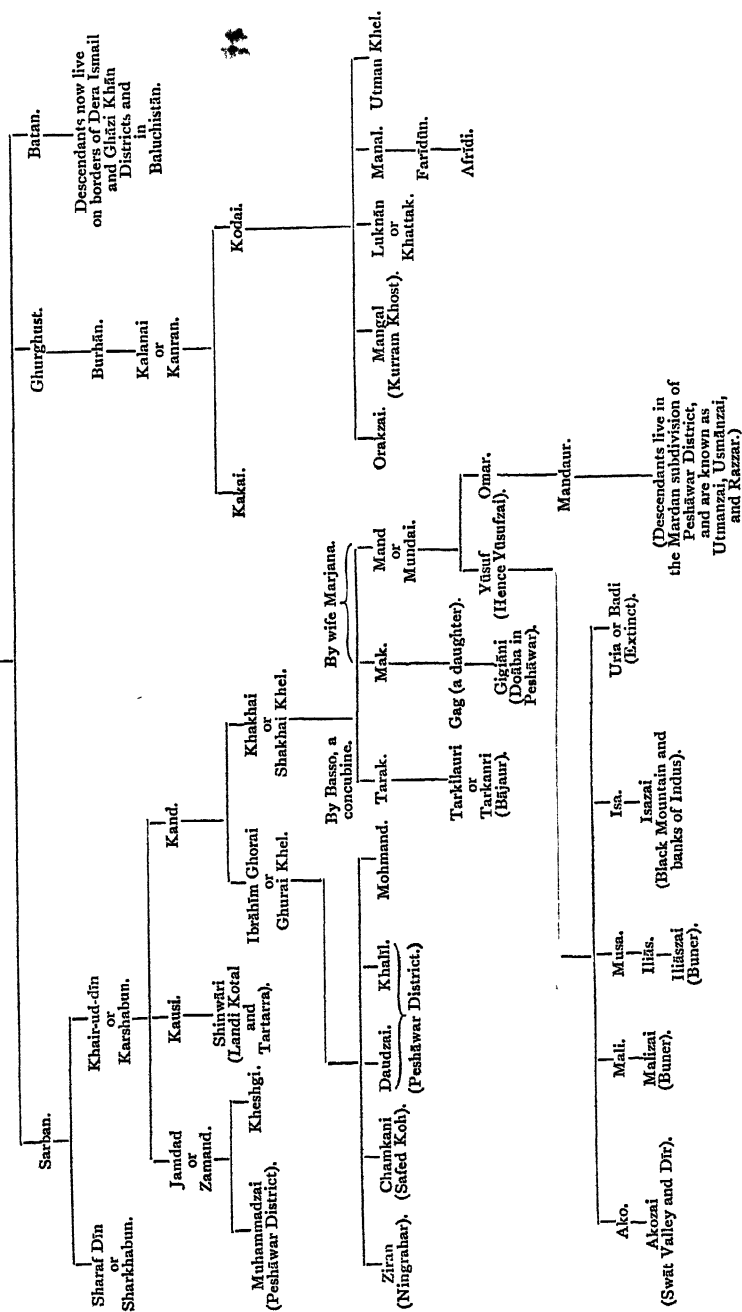 Sarban.
Ghurghust.
Batan.
Sharaf Dīn
or
Sharkhabun.
Khair-ud-dīn
or
Karshabun.
Burhān.
Kalanai
or
Kanran.
Descendants now live
on borders of Dera Ismail
and Ghāzi Khān
Districts and
in
Baluchistān.
Jamdad
or
Zamaud.
Kausi.
Kand.
Kakai.
Kodai.
Shinwāri
(Landi Kotal
and
Tartarra).
Muhammadzai
(Peshāwar District).
Kheshgi.
Ibrāhīm Ghorai
or
Ghurai Khel.
Khakhai
or
Shakhai Khel.
Orakzai.
Mangal
(Kurram Khost).
Luknān
or
Khattak.
Manal.
Utman Khel.
Farīdūn.
Afrīdi.
By Basso, a
concubine.
By wife Marjana.
Ziran
(Ningrahar).
Chamkani
(Safed Koh).
Daudzai.
Khalīl.
(Peshāwar District.)
Mohmand.
Tarak.
Mak.
Mand
or
Mundai.
Tarkilauri
or
Tarkanri
(Bājaur).
Gag (a daughter).
Gigiāni
(Doāba in
Peshāwar).
Yūsuf
(Hence Yūsufzai).
Omar.
Mandaur.
(Descendants live in
the Mardan subdivision of
Peshāwar District,
and are known as
Utmanzai, Usmānzai,
and Razzar.)
Ako.
Akozai
(Swāt Valley and Dīr).
Mali.
Malizai
(Buner).
Musa.
Iliās.
Iliāszai
(Buner).
Isa.
Isazai
(Black Mountain and
banks of Indus).
Uria or Badi
(Extinct).